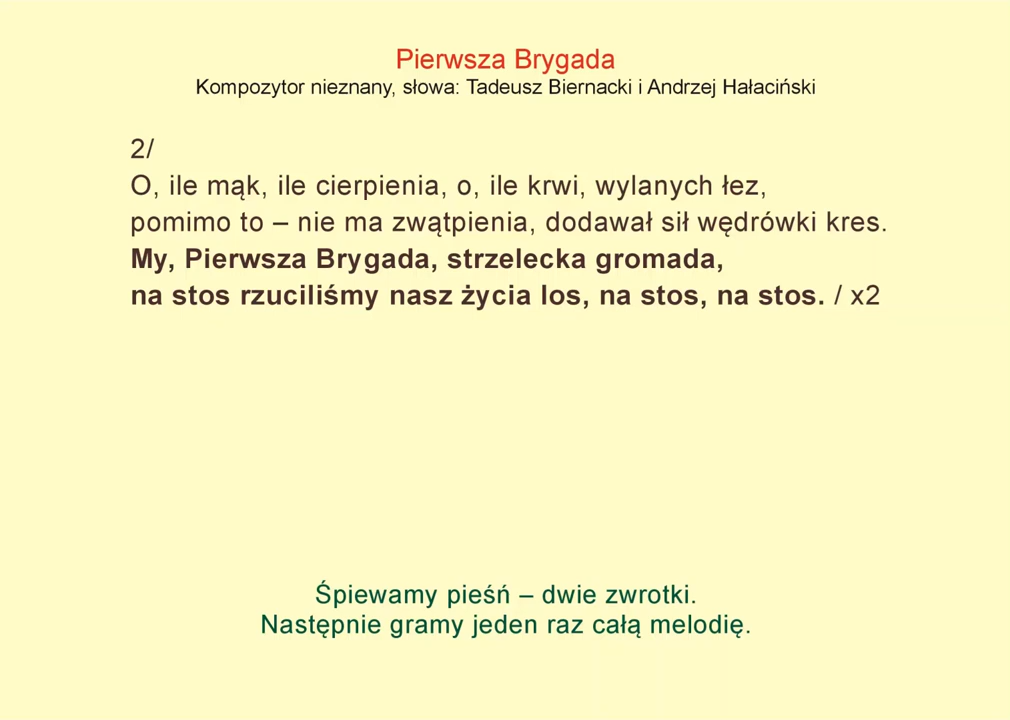 Pierwsza Brygada
Kompozytor nieznany, słowa: Tadeusz Biernacki i Andrzej Hałaciński
2/
O, ile mąk, ile cierpienia, o, ile krwi, wylanych łez,
pomimo to – nie ma zwątpienia, dodawał sił wędrówki kres.
My, Pierwsza Brygada, strzelecka gromada,
na stos rzuciliśmy nasz życia los, na stos, na stos. / x2
Śpiewamy pieśń – dwie zwrotki.
Następnie gramy jeden raz całą melodię.